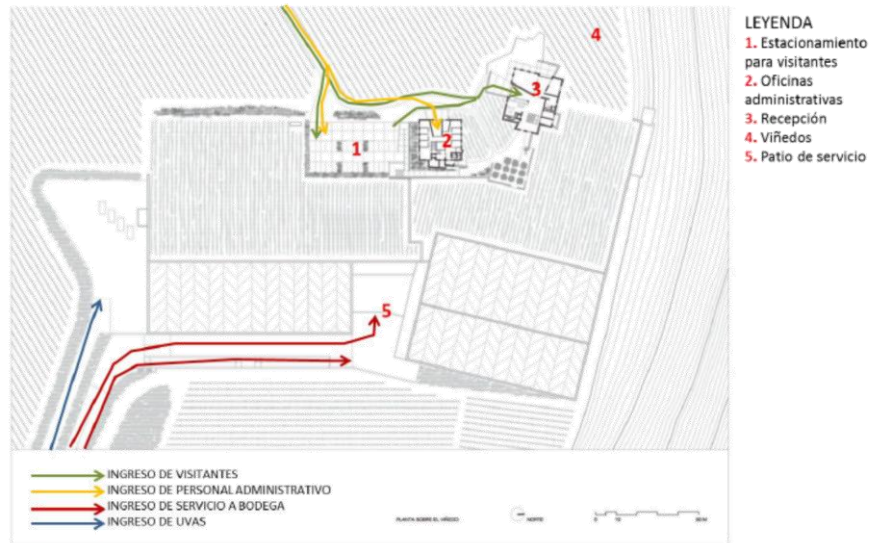 LEYENDA
1. Estacionamiento
para visitantes
2. Oficinas
administrativas
3. Recepción
4. Viñedos
5. Patio de servicio
4
3
1
2
5
INGRESO DE VISITANTES
INGRESO DE PERSONAL ADMINISTRATIVO
INGRESO DE SERVICIO A BODEGA
INGRESO DE UVAS
PLANTA SOBRE EL VIÑEDO
NORTE
0 10